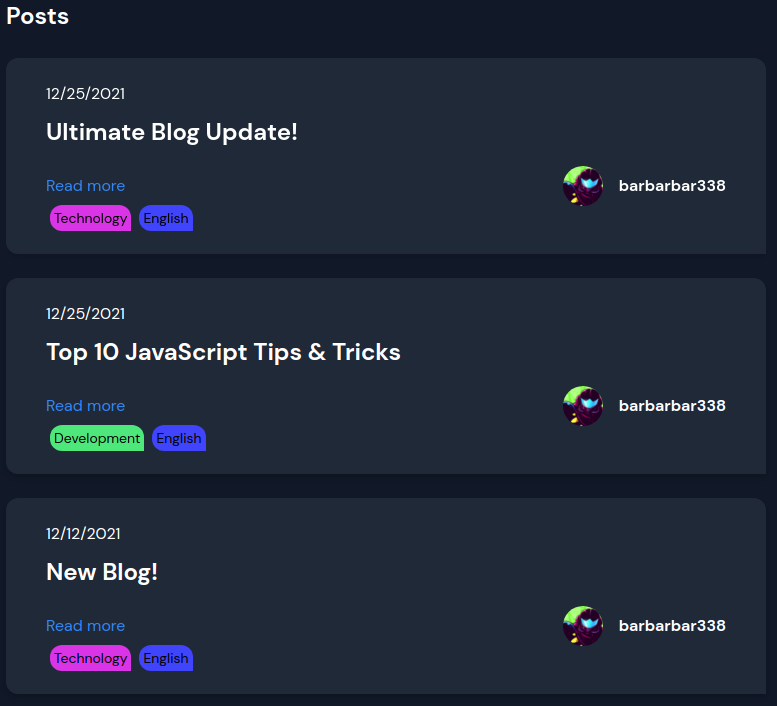 Posts
12/25/2021
Ultimate Blog Update!
Read more
barbarbar338
Technology English
12/25/2021
Top 10 JavaScript Tips & Tricks
Read more
barbarbar338
Development English
12/12/2021
New Blog!
Read more
barbarbar338
Technology English